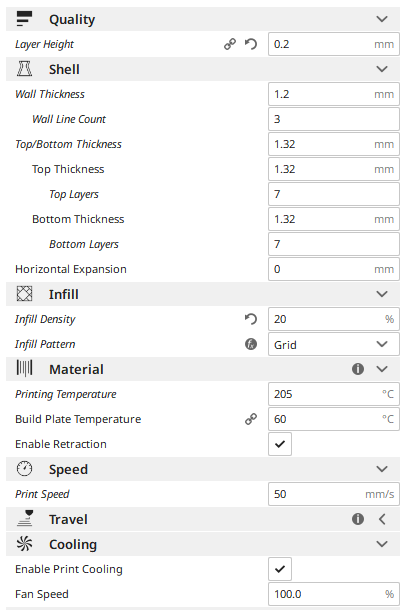 Quality
Layer Height 0.2 mm
Shell
Wall Thickness 1.2 mm
Wall Line Count 3
Top/Bottom Thickness 1.32 mm
Top Thickness 1.32 mm
Top Layers 7
Bottom Thickness 1.32 mm
Bottom Layers 7
Horizontal Expansion 0 mm
Infill
Infill Density 20 %
Infill Pattern fx Grid
Material i
Printing Temperature 205 °C
Build Plate Temperature 60 °C
Enable Retraction
Speed
Print Speed 50 mm/s
Travel i
Cooling
Enable Print Cooling
Fan Speed 100.0 %